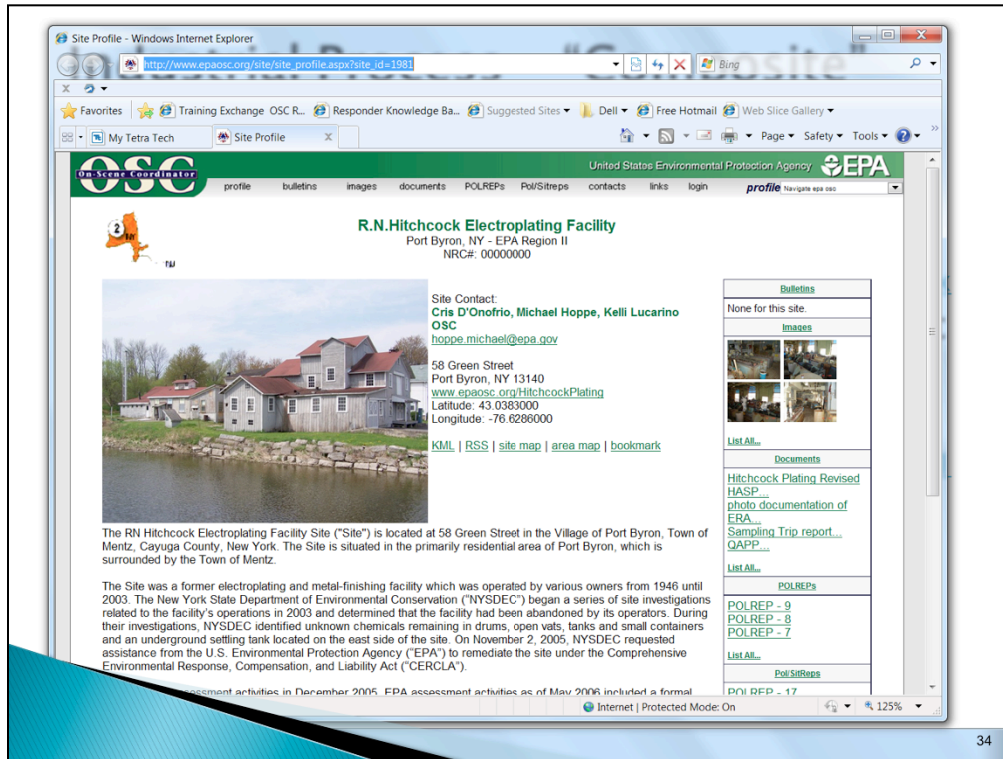 Site Profile - Windows Internet Explorer
Industrial Process "Composite"
http://www.epaosc.org/site/site_profile.aspx?site_id=1981
Bing
X
Favorites Training Exchange OSC R... Responder Knowledge Ba... Suggested Sites Dell Free Hotmail Web Slice Gallery
My Tetra Tech Site Profile X Page Safety Tools
OSC
On-Scene Coordinator
United States Environmental Protection Agency EPA
profile bulletins images documents POLREPs Pol/Sitreps contacts links login profile Navigate epa osc
2 NY
NJ
R.N.Hitchcock Electroplating Facility
Port Byron, NY - EPA Region II
NRC#: 00000000
Site Contact:
Cris D'Onofrio, Michael Hoppe, Kelli Lucarino
OSC
hoppe.michael@epa.gov
58 Green Street
Port Byron, NY 13140
www.epaosc.org/HitchcockPlating
Latitude: 43.0383000
Longitude: -76.6286000
KML | RSS | site map | area map | bookmark
The RN Hitchcock Electroplating Facility Site ("Site") is located at 58 Green Street in the Village of Port Byron, Town of
Mentz, Cayuga County, New York. The Site is situated in the primarily residential area of Port Byron, which is
surrounded by the Town of Mentz.
The Site was a former electroplating and metal-finishing facility which was operated by various owners from 1946 until
2003. The New York State Department of Environmental Conservation ("NYSDEC") began a series of site investigations
related to the facility's operations in 2003 and determined that the facility had been abandoned by its operators. During
their investigations, NYSDEC identified unknown chemicals remaining in drums, open vats, tanks and small containers
and an underground settling tank located on the east side of the site. On November 2, 2005, NYSDEC requested
assistance from the U.S. Environmental Protection Agency ("EPA") to remediate the site under the Comprehensive
Environmental Response, Compensation, and Liability Act ("CERCLA").
activities in December 2005. EPA assessment activities as of May 2006 included a formal
Bulletins
None for this site.
Images
List All...
Documents
Hitchcock Plating Revised
HASP...
photo documentation of
ERA...
Sampling Trip report...
QAPP...
List All...
POLREPs
POLREP - 9
POLREP - 8
POLREP - 7
List All...
Pol/SitReps
POLREP - 17
Internet | Protected Mode: On 125%
34